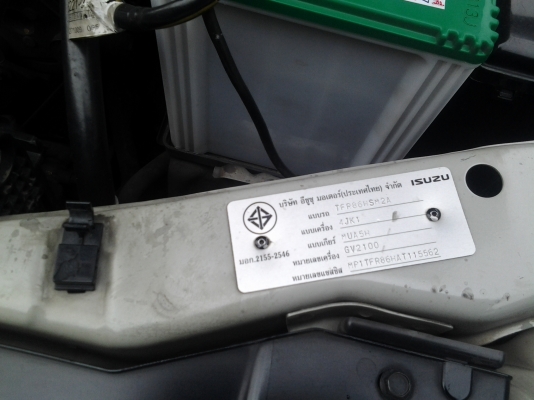 บริษัท อีซูซุ มอเตอร์(ประเทศไทย) จำกัด ISUZU
แบบรถ TFR86HSM2A
แบบเครื่อง 4JK1
แบบเกียร์ MUA5H
หมายเลขเครื่อง GV2100
หมายเลขแชสซีส MP1TFR86HAT115562
มอก.2155-2546